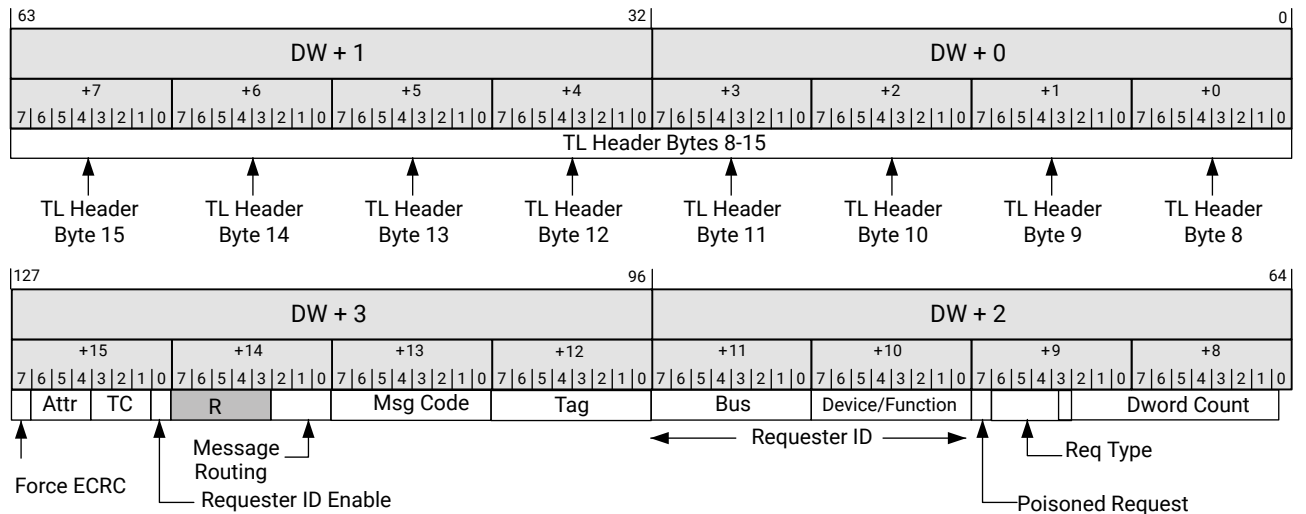 63 32 0
DW + 1 DW + 0
+7 +6 +5 +4 +3 +2 +1 +0
7 6 5 4 3 2 1 0 7 6 5 4 3 2 1 0 7 6 5 4 3 2 1 0 7 6 5 4 3 2 1 0 7 6 5 4 3 2 1 0 7 6 5 4 3 2 1 0 7 6 5 4 3 2 1 0 7 6 5 4 3 2 1 0
TL Header Bytes 8-15
TL Header TL Header TL Header TL Header TL Header TL Header TL Header TL Header
Byte 15 Byte 14 Byte 13 Byte 12 Byte 11 Byte 10 Byte 9 Byte 8
127 96 64
DW + 3 DW + 2
+15 +14 +13 +12 +11 +10 +9 +8
7 6 5 4 3 2 1 0 7 6 5 4 3 2 1 0 7 6 5 4 3 2 1 0 7 6 5 4 3 2 1 0 7 6 5 4 3 2 1 0 7 6 5 4 3 2 1 0 7 6 5 4 3 2 1 0 7 6 5 4 3 2 1 0
Attr TC R Msg Code Tag Bus Device/Function Dword Count
Message Requester ID Req Type
Routing
Force ECRC
Requester ID Enable Poisoned Request